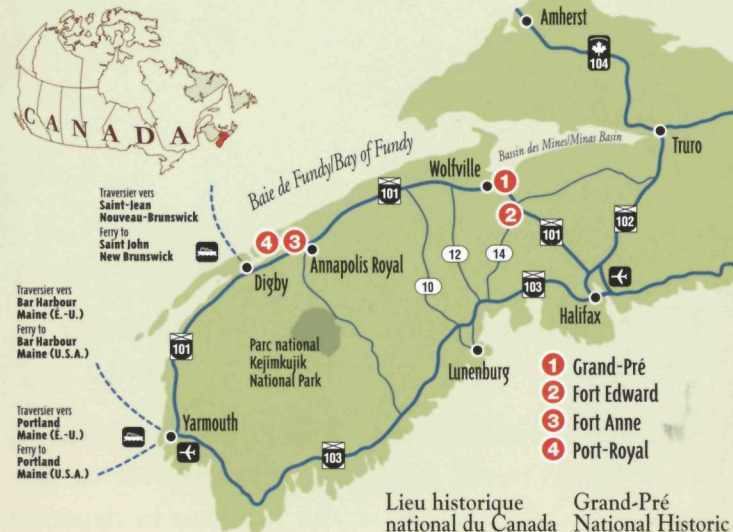 CANADA
Amherst
104
Truro
Bassin des Mines/Minas Basin
Wolfville
1
2
Baie de Fundy/Bay of Fundy
101
101
102
Traversier vers
Saint-Jean
Nouveau-Brunswick
Ferry to
Saint John
New Brunswick
4
3
Annapolis Royal
Digby
12
14
10
103
Halifax
Traversier vers
Bar Harbour
Maine (É.-U.)
Ferry to
Bar Harbour
Maine (U.S.A.)
101
Parc national
Kejimkujik
National Park
Lunenburg
1 Grand-Pré
2 Fort Edward
3 Fort Anne
4 Port-Royal
Traversier vers
Portland
Maine (É.-U.)
Ferry to
Portland
Maine (U.S.A.)
Yarmouth
103
Lieu historique
national du Canada
Grand-Pré
National Historic